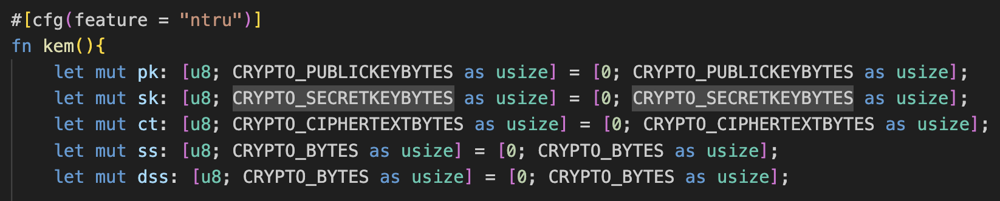 #[cfg(feature = "ntru")]
fn kem(){
    let mut pk: [u8; CRYPTO_PUBLICKEYBYTES as usize] = [0; CRYPTO_PUBLICKEYBYTES as usize];
    let mut sk: [u8; CRYPTO_SECRETKEYBYTES as usize] = [0; CRYPTO_SECRETKEYBYTES as usize];
    let mut ct: [u8; CRYPTO_CIPHERTEXTBYTES as usize] = [0; CRYPTO_CIPHERTEXTBYTES as usize];
    let mut ss: [u8; CRYPTO_BYTES as usize] = [0; CRYPTO_BYTES as usize];
    let mut dss: [u8; CRYPTO_BYTES as usize] = [0; CRYPTO_BYTES as usize];